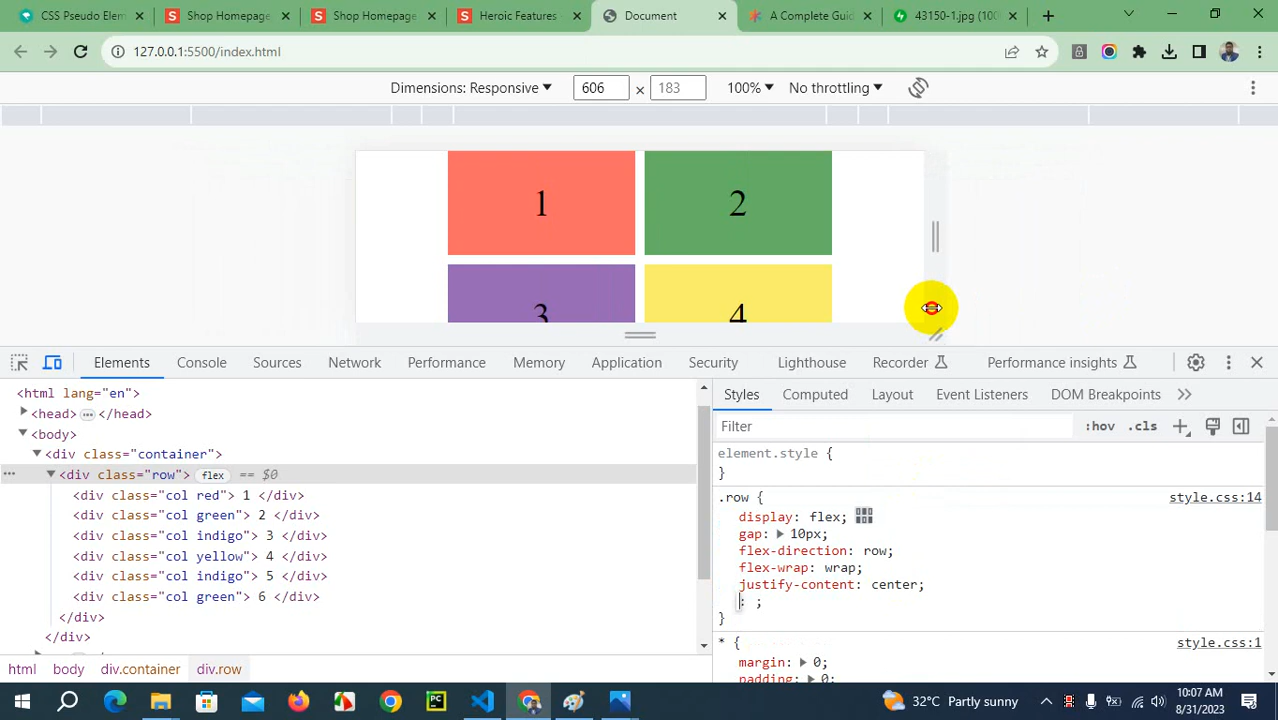 CSS Pseudo Elem
Shop Homepage
Shop Homepage
Heroic Features -
Document
A Complete Guid
43150-1.jpg (100
127.0.0.1:5500/index.html
Dimensions: Responsive 606 × 183 100% No throttling
1 2
3 4
Elements Console Sources Network Performance Memory Application Security Lighthouse Recorder Performance insights
<html lang="en">
<head> ... </head>
<body>
<div class="container">
<div class="row"> flex == $0
<div class="col red"> 1 </div>
<div class="col green"> 2 </div>
<div class="col indigo"> 3 </div>
<div class="col yellow"> 4 </div>
<div class="col indigo"> 5 </div>
<div class="col green"> 6 </div>
</div>
</div>
html body div.container div.row
Styles Computed Layout Event Listeners DOM Breakpoints
Filter :hov .cls
element.style {
}
.row { style.css:14
display: flex;
gap: 10px;
flex-direction: row;
flex-wrap: wrap;
justify-content: center;
: ;
}
* { style.css:1
margin: 0;
padding: 0;
32°C Partly sunny
10:07 AM
8/31/2023